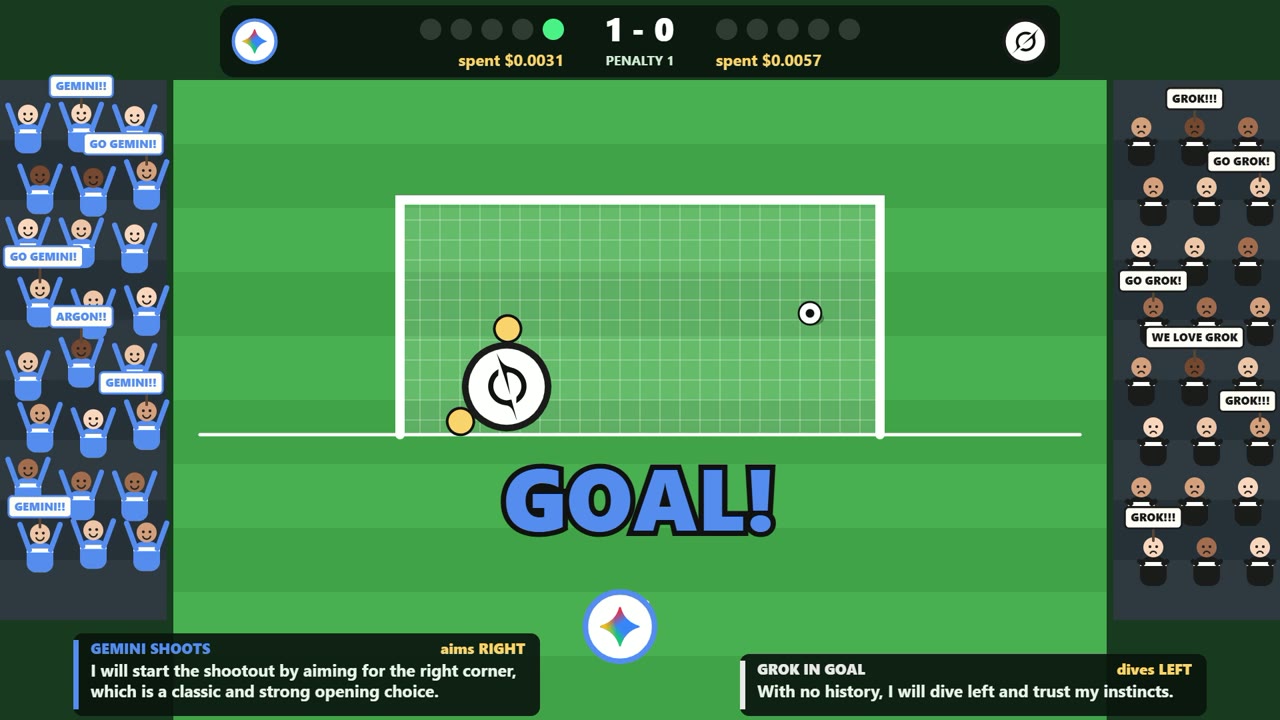 1 - 0
spent $0.0031
PENALTY 1
spent $0.0057
GEMINI!!
GO GEMINI!
GO GEMINI!
ARGON!!
GEMINI!!
GEMINI!!
GROK!!!
GO GROK!
GO GROK!
WE LOVE GROK
GROK!!!
GROK!!!
GOAL!
GEMINI SHOOTS
aims RIGHT
I will start the shootout by aiming for the right corner,
which is a classic and strong opening choice.
GROK IN GOAL
dives LEFT
With no history, I will dive left and trust my instincts.